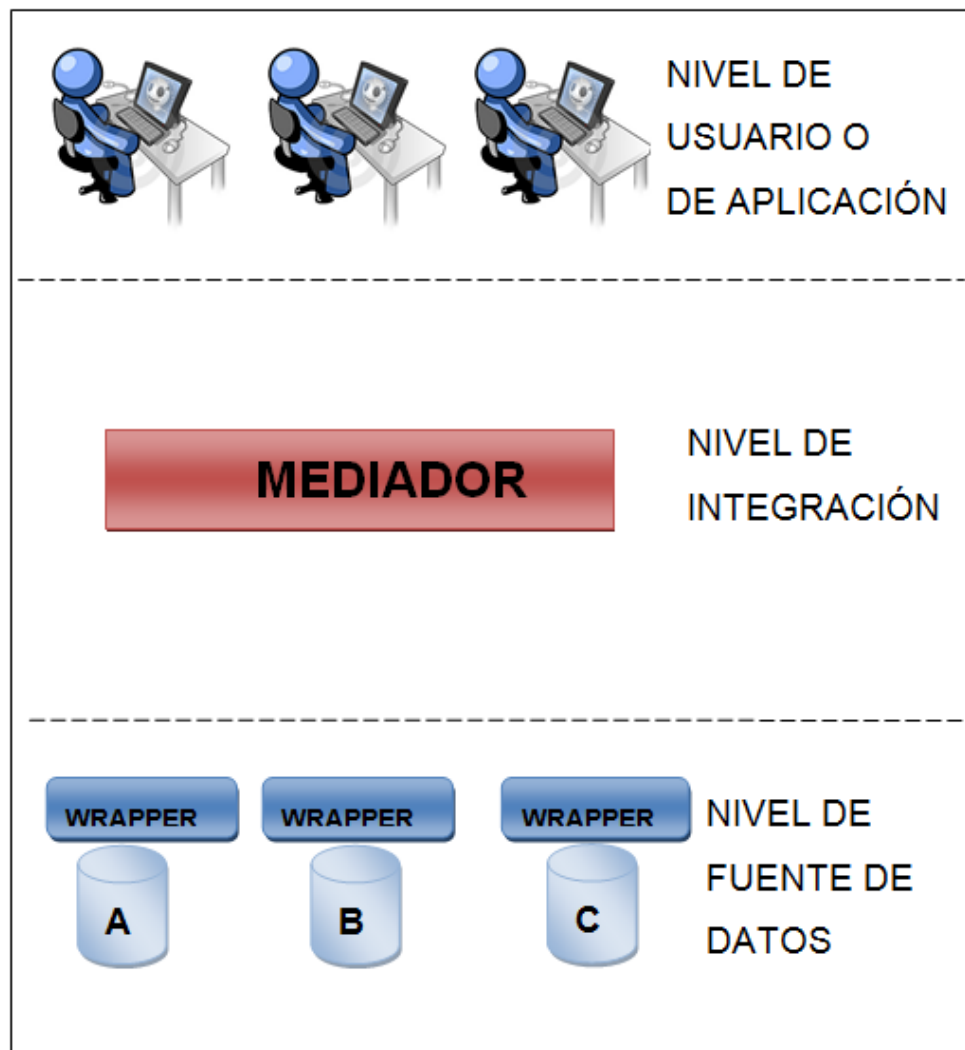 NIVEL DE
USUARIO O
DE APLICACIÓN
MEDIADOR
NIVEL DE
INTEGRACIÓN
WRAPPER
WRAPPER
WRAPPER
A
B
C
NIVEL DE
FUENTE DE
DATOS